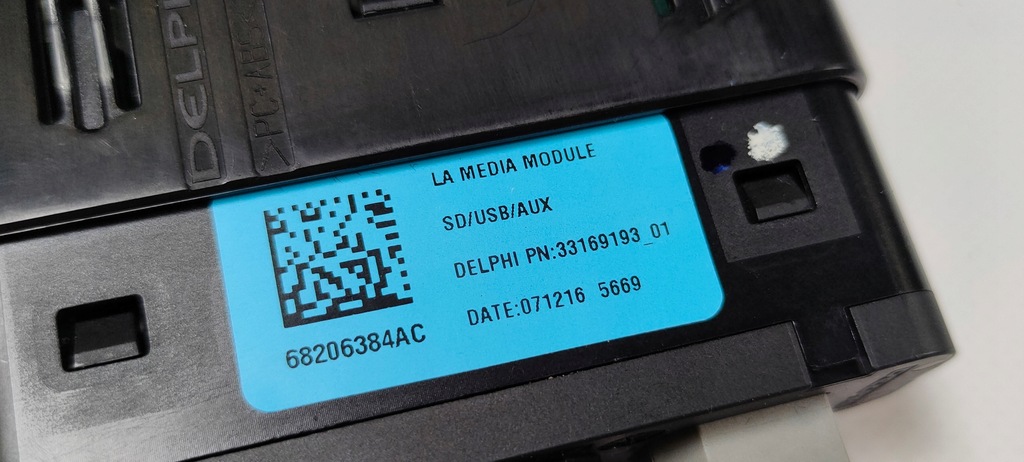 DELPHI
>PC+ABS
LA MEDIA MODULE
SD/USB/AUX
DELPHI PN:33169193_01
DATE:071216 5669
68206384AC